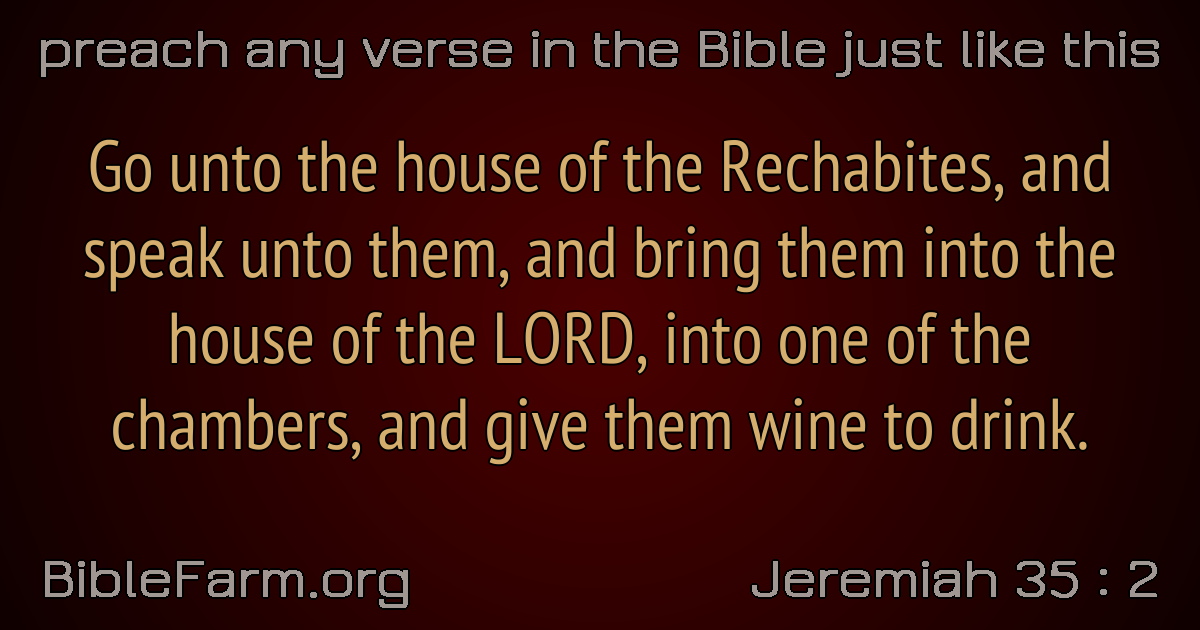 preach any verse in the Bible just like this
Go unto the house of the Rechabites, and
speak unto them, and bring them into the
house of the LORD, into one of the
chambers, and give them wine to drink.
BibleFarm.org
Jeremiah 35 : 2